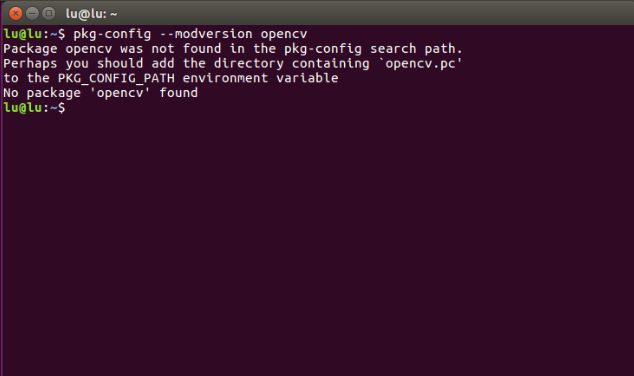 lu@lu: ~
lu@lu:~$ pkg-config --modversion opencv
Package opencv was not found in the pkg-config search path.
Perhaps you should add the directory containing `opencv.pc'
to the PKG_CONFIG_PATH environment variable
No package 'opencv' found
lu@lu:~$